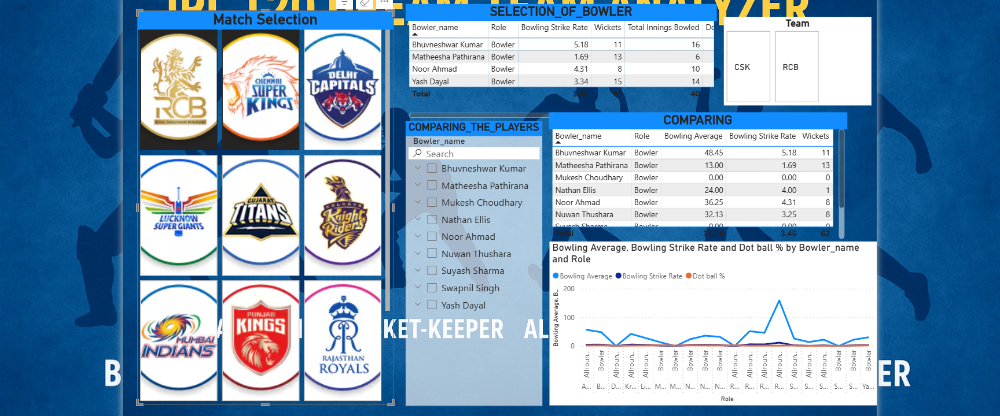 IPL T20 DREAM TEAM ANALYZER
Match Selection
RCB
ROYAL CHALLENGERS BENGALURU
CHENNAI
SUPER
KINGS
DELHI
CAPITALS
LUCKNOW
SUPER GIANTS
GUJARAT
TITANS
KOLKATA
Knight
Riders
MUMBAI
INDIANS
PUNJAB
KINGS
RAJASTHAN
ROYALS
SELECTION_OF_BOWLER
Bowler_name Role Bowling Strike Rate Wickets Total Innings Bowled Do
Bhuvneshwar Kumar Bowler 5.18 11 16
Matheesha Pathirana Bowler 1.69 13 6
Noor Ahmad Bowler 4.31 8 10
Yash Dayal Bowler 3.34 15 14
Total 40
Team
CSK RCB
COMPARING_THE_PLAYERS
Bowler_name
Search
Bhuvneshwar Kumar
Matheesha Pathirana
Mukesh Choudhary
Nathan Ellis
Noor Ahmad
Nuwan Thushara
Suyash Sharma
Swapnil Singh
Yash Dayal
COMPARING
Bowler_name Role Bowling Average Bowling Strike Rate Wickets
Bhuvneshwar Kumar Bowler 48.45 5.18 11
Matheesha Pathirana Bowler 13.00 1.69 13
Mukesh Choudhary Bowler 0.00 0.00 0
Nathan Ellis Bowler 24.00 4.00 1
Noor Ahmad Bowler 36.25 4.31 8
Nuwan Thushara Bowler 32.13 3.25 8
Suyash Sharma Bowler 0.00 0.00 0
Total 3.45 62
Bowling Average, Bowling Strike Rate and Dot ball % by Bowler_name
and Role
Bowling Average Bowling Strike Rate Dot ball %
Bowling Average, B...
200
100
0
Allroun... Bowler Allroun... Allroun... Allroun... Bowler Bowler Bowler Bowler Bowler Allroun... Allroun... Allroun... Allroun... Allroun... Allroun... Allroun... Bowler Bowler Bowler
A... B... D... Kr... Li... M... M... N... N... N... R... R... R... R... S... S... S... S... S... Ya...
Role
KET-KEEPER AL
B
ER